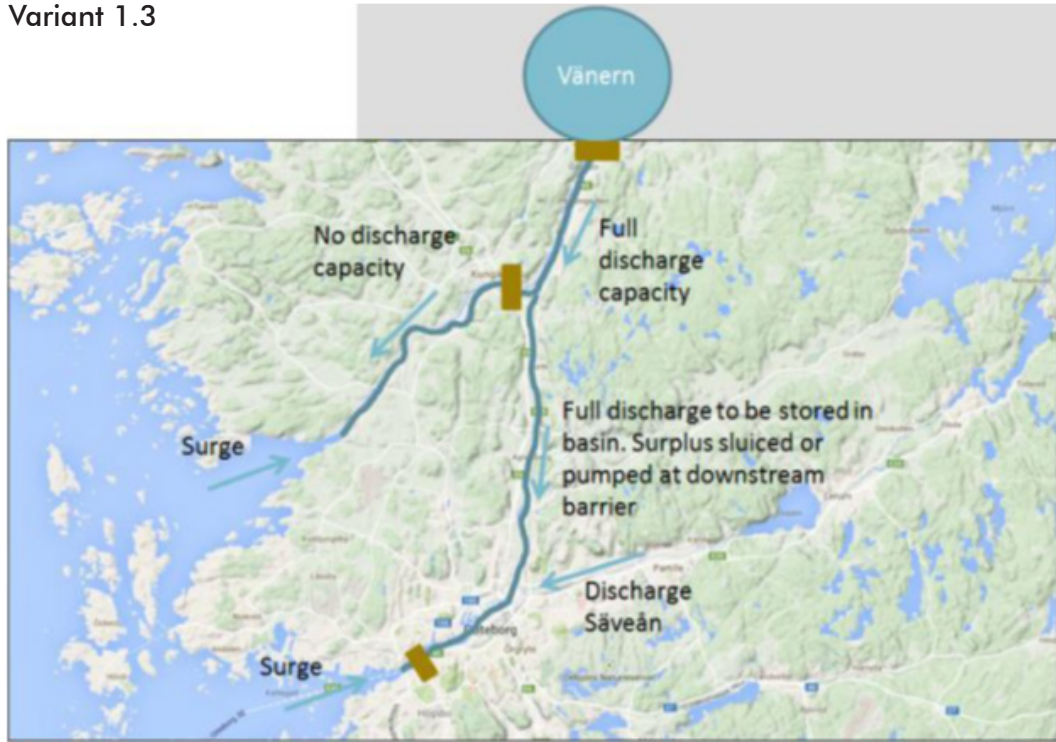 Variant 1.3
Vänern
No discharge
capacity
Full
discharge
capacity
Full discharge to be stored in
basin. Surplus sluiced or
pumped at downstream
barrier
Surge
Discharge
Säveån
Surge
Partille